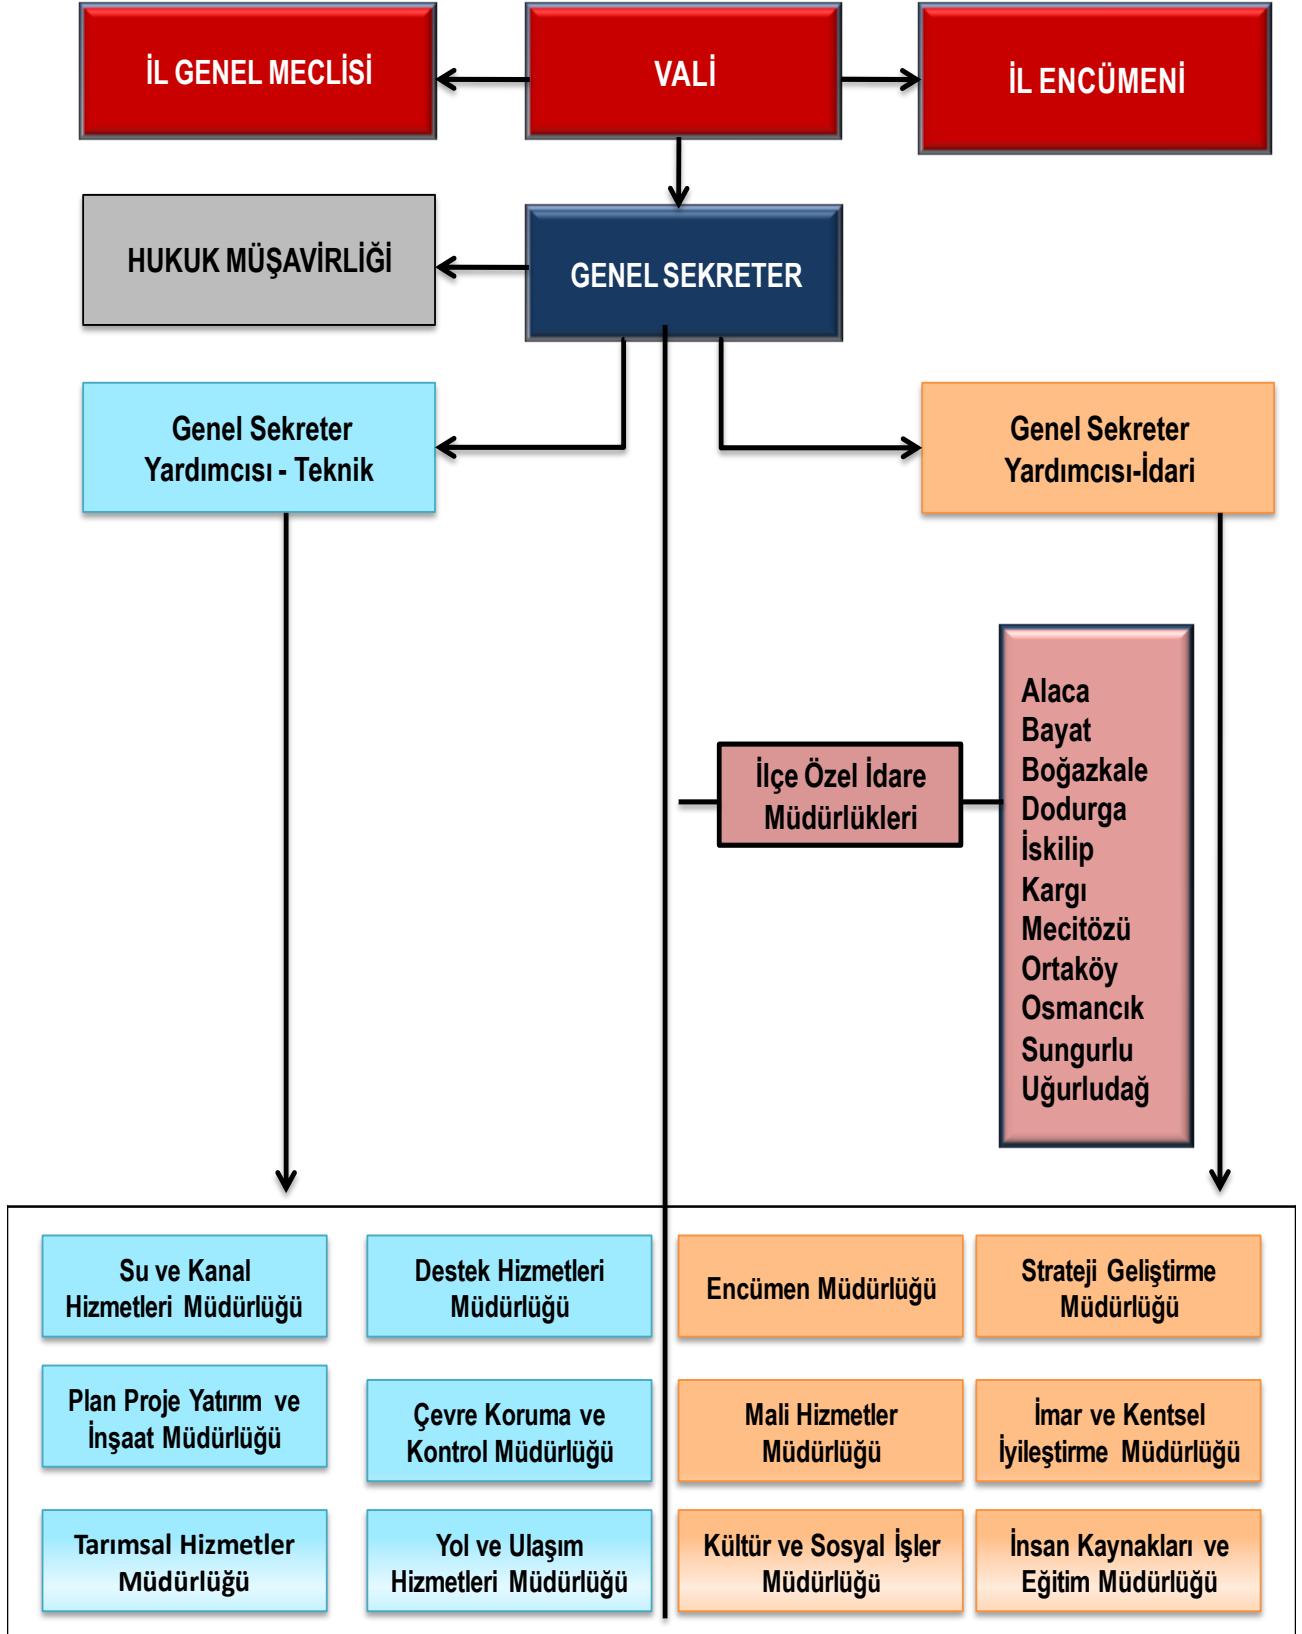 İL GENEL MECLİSİ
VALİ
İL ENCÜMENİ
HUKUK MÜŞAVİRLİĞİ
GENEL SEKRETER
Genel Sekreter
Yardımcısı - Teknik
Genel Sekreter
Yardımcısı-İdari
İlçe Özel İdare
Müdürlükleri
Alaca
Bayat
Boğazkale
Dodurga
İskilip
Kargı
Mecitözü
Ortaköy
Osmancık
Sungurlu
Uğurludağ
Su ve Kanal
Hizmetleri Müdürlüğü
Destek Hizmetleri
Müdürlüğü
Encümen Müdürlüğü
Strateji Geliştirme
Müdürlüğü
Plan Proje Yatırım ve
İnşaat Müdürlüğü
Çevre Koruma ve
Kontrol Müdürlüğü
Mali Hizmetler
Müdürlüğü
İmar ve Kentsel
İyileştirme Müdürlüğü
Tarımsal Hizmetler
Müdürlüğü
Yol ve Ulaşım
Hizmetleri Müdürlüğü
Kültür ve Sosyal İşler
Müdürlüğü
İnsan Kaynakları ve
Eğitim Müdürlüğü